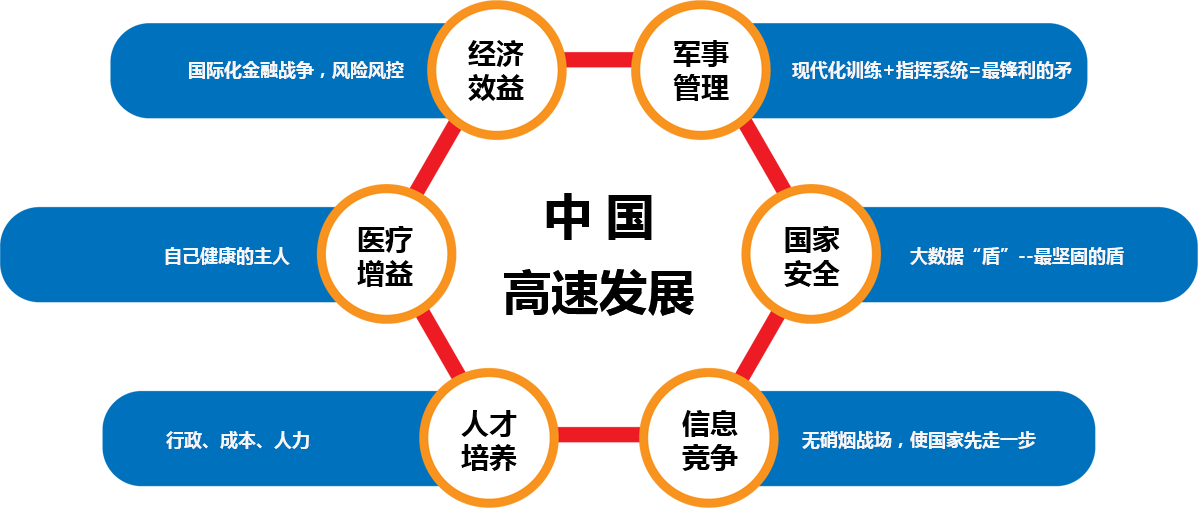 国际化金融战争，风险风控
经济
效益
军事
管理
现代化训练+指挥系统=最锋利的矛
自己健康的主人
医疗
增益
中 国
高速发展
国家
安全
大数据“盾”--最坚固的盾
行政、成本、人力
人才
培养
信息
竞争
无硝烟战场，使国家先走一步